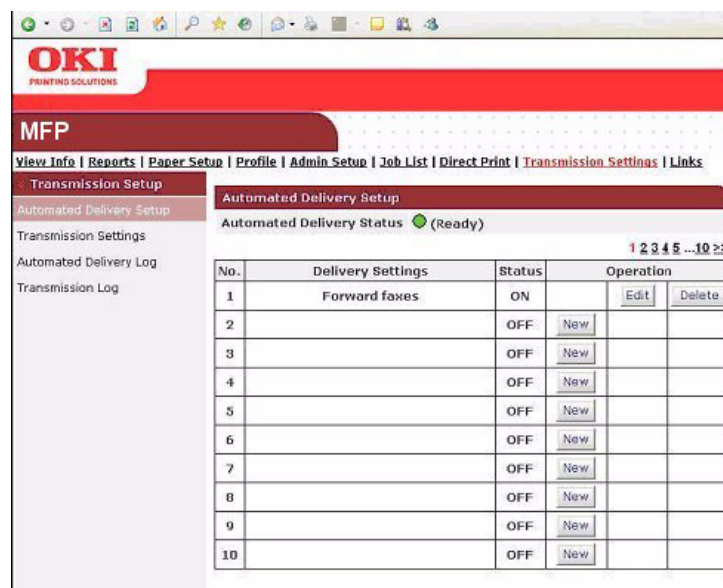 OKI
PRINTING SOLUTIONS
MFP
View Info | Reports | Paper Setup | Profile | Admin Setup | Job List | Direct Print | Transmission Settings | Links
Transmission Setup
Automated Delivery Setup
Transmission Settings
Automated Delivery Log
Transmission Log
Automated Delivery Setup
Automated Delivery Status (Ready)
1 2 3 4 5 ...10 >>
No. Delivery Settings Status Operation
1 Forward faxes ON Edit Delete
2 OFF New
3 OFF New
4 OFF New
5 OFF New
6 OFF New
7 OFF New
8 OFF New
9 OFF New
10 OFF New